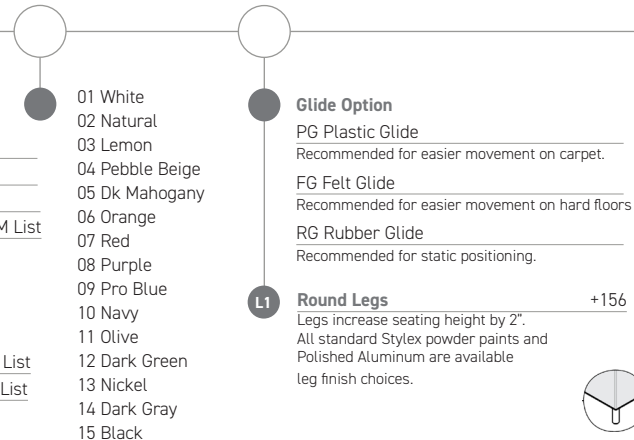 M List
List
List
01 White
02 Natural
03 Lemon
04 Pebble Beige
05 Dk Mahogany
06 Orange
07 Red
08 Purple
09 Pro Blue
10 Navy
11 Olive
12 Dark Green
13 Nickel
14 Dark Gray
15 Black
Glide Option
PG Plastic Glide
Recommended for easier movement on carpet.
FG Felt Glide
Recommended for easier movement on hard floors
RG Rubber Glide
Recommended for static positioning.
L1 Round Legs +156
Legs increase seating height by 2".
All standard Stylex powder paints and
Polished Aluminum are available
leg finish choices.